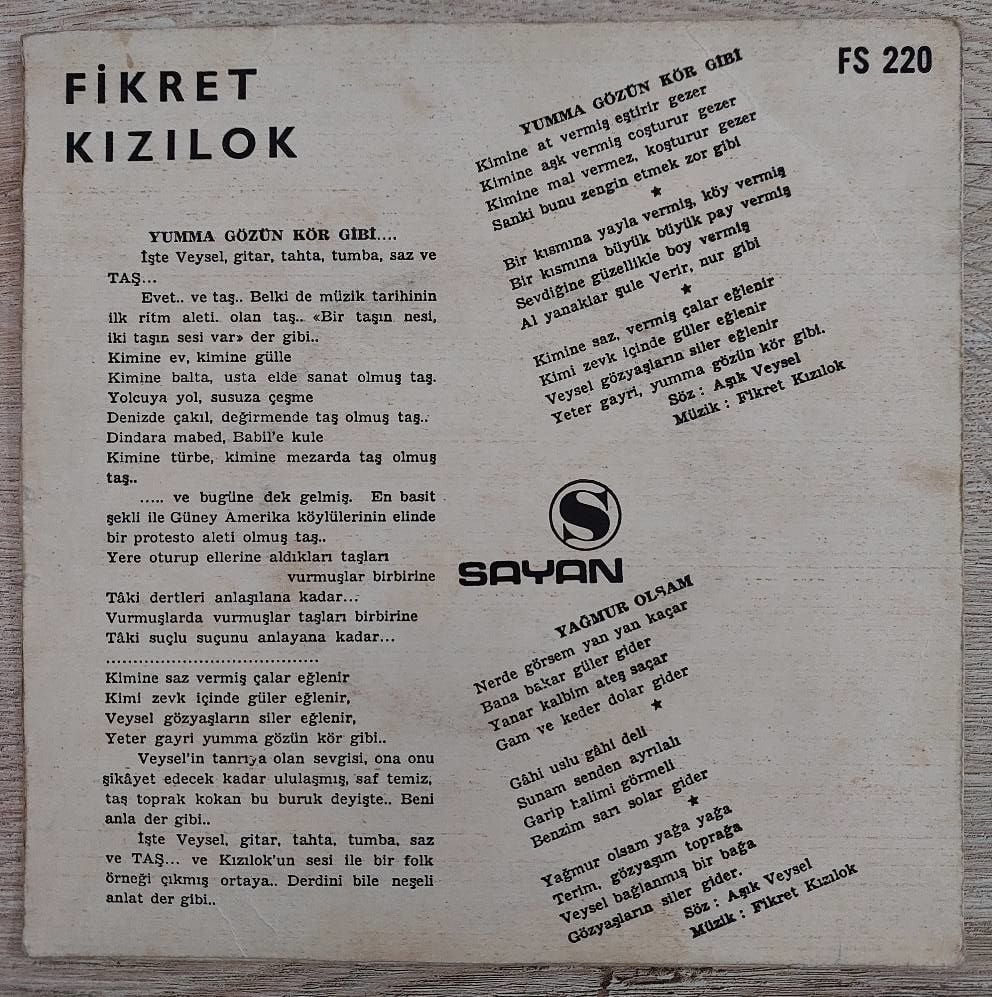 FİKRET
KIZILOK
YUMMA GÖZÜN KÖR GİBİ....
İşte Veysel, gitar, tahta, tumba, saz ve
TAŞ...
Evet.. ve taş.. Belki de müzik tarihinin
ilk ritm aleti. olan taş.. «Bir taşın nesi,
iki taşın sesi var» der gibi..
Kimine ev, kimine gülle
Kimine balta, usta elde sanat olmuş taş.
Yolcuya yol, susuza çeşme
Denizde çakıl, değirmende taş olmuş taş..
Dindara mabed, Babil'e kule
Kimine türbe, kimine mezarda taş olmuş
taş..
..... ve bugüne dek gelmiş. En basit
şekli ile Güney Amerika köylülerinin elinde
bir protesto aleti olmuş taş..
Yere oturup ellerine aldıkları taşları
vurmuşlar birbirine
Tâki dertleri anlaşılana kadar...
Vurmuşlarda vurmuşlar taşları birbirine
Tâki suçlu suçunu anlayana kadar...
........................................
Kimine saz vermiş çalar eğlenir
Kimi zevk içinde güler eğlenir,
Veysel gözyaşların siler eğlenir,
Yeter gayri yumma gözün kör gibi..
Veysel'in tanrıya olan sevgisi, ona onu
şikâyet edecek kadar ululaşmış, saf temiz,
taş toprak kokan bu buruk deyişte.. Beni
anla der gibi..
İşte Veysel, gitar, tahta, tumba, saz
ve TAŞ... ve Kızılok'un sesi ile bir folk
örneği çıkmış ortaya.. Derdini bile neşeli
anlat der gibi..
FS 220
YUMMA GÖZÜN KÖR GİBİ
Kimine at vermiş eştirir gezer
Kimine aşk vermiş coşturur gezer
Kimine mal vermez, koşturur gezer
Sanki bunu zengin etmek zor gibi
★
Bir kısmına yayla vermiş, köy vermiş
Bir kısmına büyük büyük pay vermiş
Sevdiğine güzellikle boy vermiş
Al yanaklar şule Verir, nur gibi
★
Kimine saz, vermiş çalar eğlenir
Kimi zevk içinde güler eğlenir
Veysel gözyaşların siler eğlenir
Yeter gayri, yumma gözün kör gibi.
Söz : Aşık Veysel
Müzik : Fikret Kızılok
S
SAYAN
YAĞMUR OLSAM
Nerde görsem yan yan kaçar
Bana bakar güler gider
Yanar kalbim ateş saçar
Gam ve keder dolar gider
★
Gâhi uslu gâhi deli
Sunam senden ayrılalı
Garip halimi görmeli
Benzim sarı solar gider
★
Yağmur olsam yağa yağa
Terim, gözyaşım toprağa
Veysel bağlanmış bir bağa
Gözyaşların siler gider.
Söz : Aşık Veysel
Müzik : Fikret Kızılok